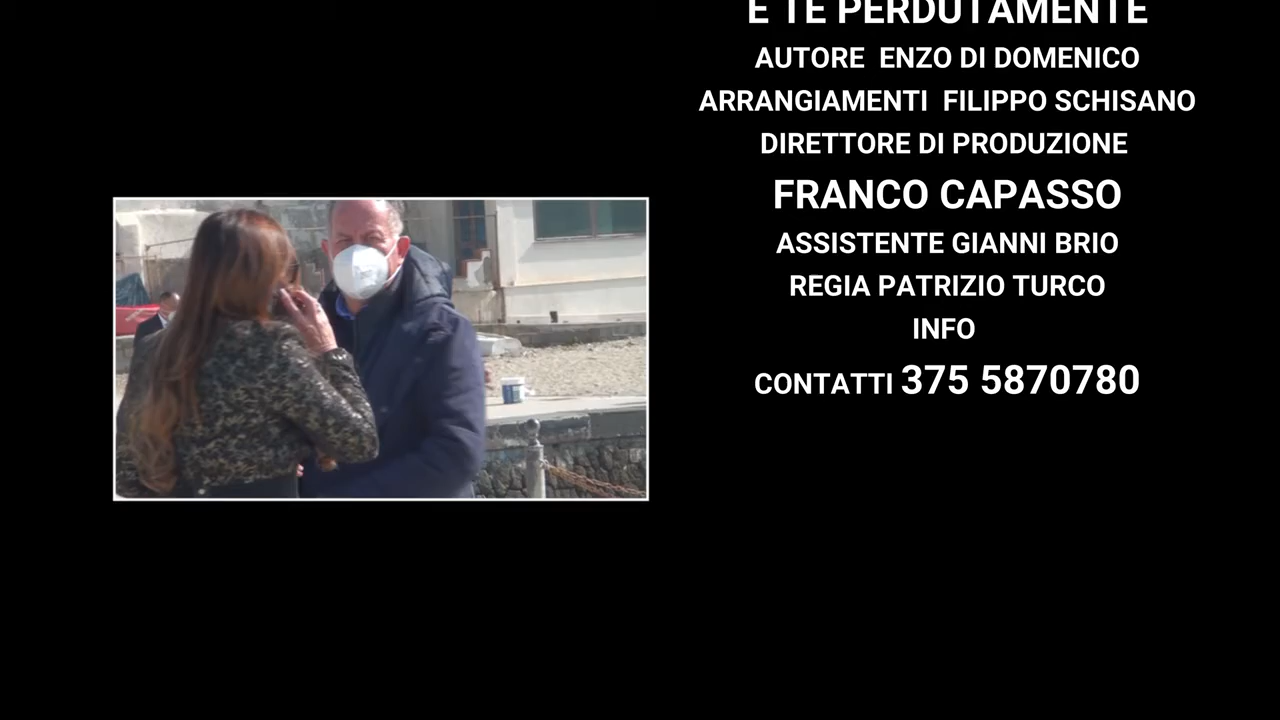 E TE PERDUTAMENTE
AUTORE ENZO DI DOMENICO
ARRANGIAMENTI FILIPPO SCHISANO
DIRETTORE DI PRODUZIONE
FRANCO CAPASSO
ASSISTENTE GIANNI BRIO
REGIA PATRIZIO TURCO
INFO
CONTATTI 375 5870780